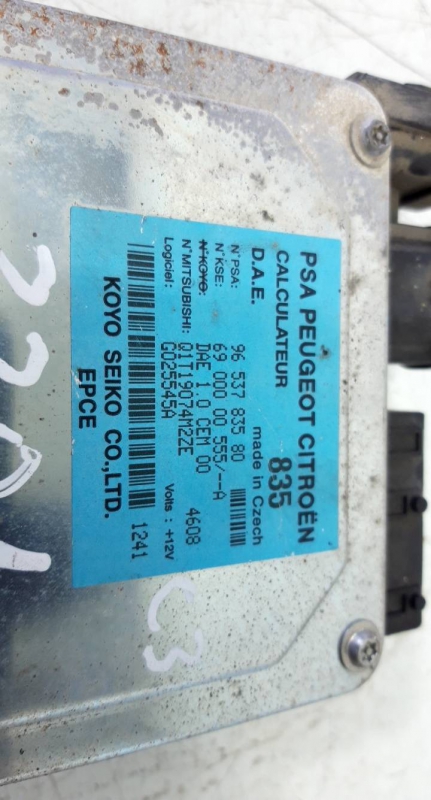 PSA PEUGEOT CITROËN
CALCULATEUR 835
D.A.E. made in Czech
N°PSA: 96 537 835 80
N°KSE: 69 000 00 555/--A
N°KOYO: DAE 1.0 CEM 00 4608
N°MITSUBISHI: Q1T19074M2ZE
Logiciel: G025545A Volts : +12V
1241
KOYO SEIKO CO.,LTD.
EPCE
C3